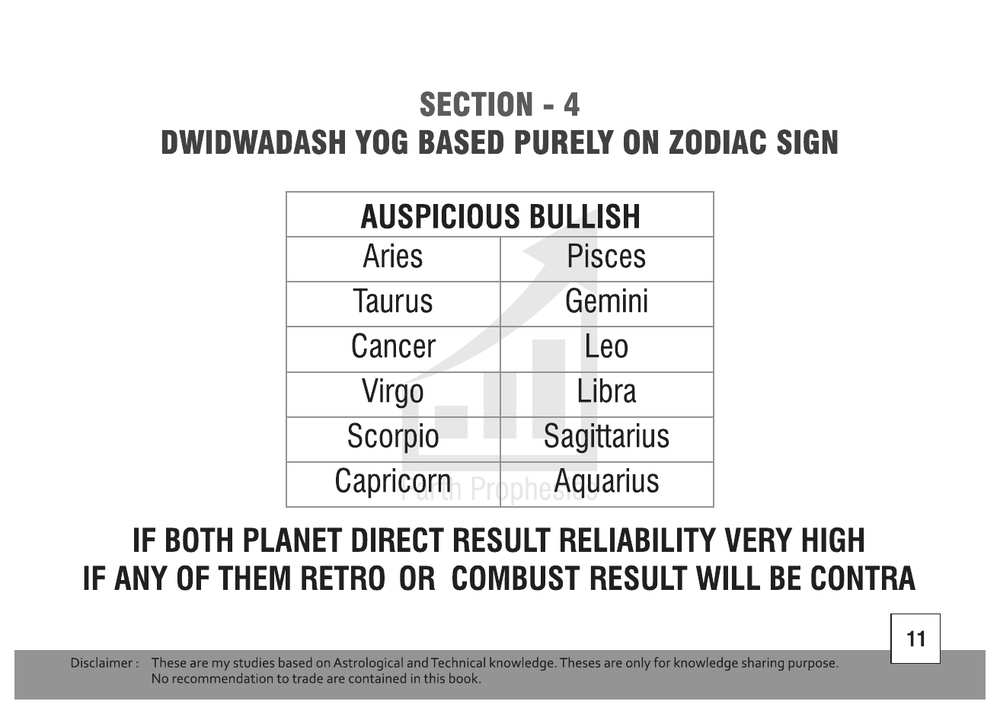 SECTION - 4
DWIDWADASH YOG BASED PURELY ON ZODIAC SIGN
AUSPICIOUS BULLISH
Aries Pisces
Taurus Gemini
Cancer Leo
Virgo Libra
Scorpio Sagittarius
Capricorn Aquarius
Parth Prophesies
IF BOTH PLANET DIRECT RESULT RELIABILITY VERY HIGH
IF ANY OF THEM RETRO OR COMBUST RESULT WILL BE CONTRA
11
Disclaimer : These are my studies based on Astrological and Technical knowledge. Theses are only for knowledge sharing purpose.
No recommendation to trade are contained in this book.